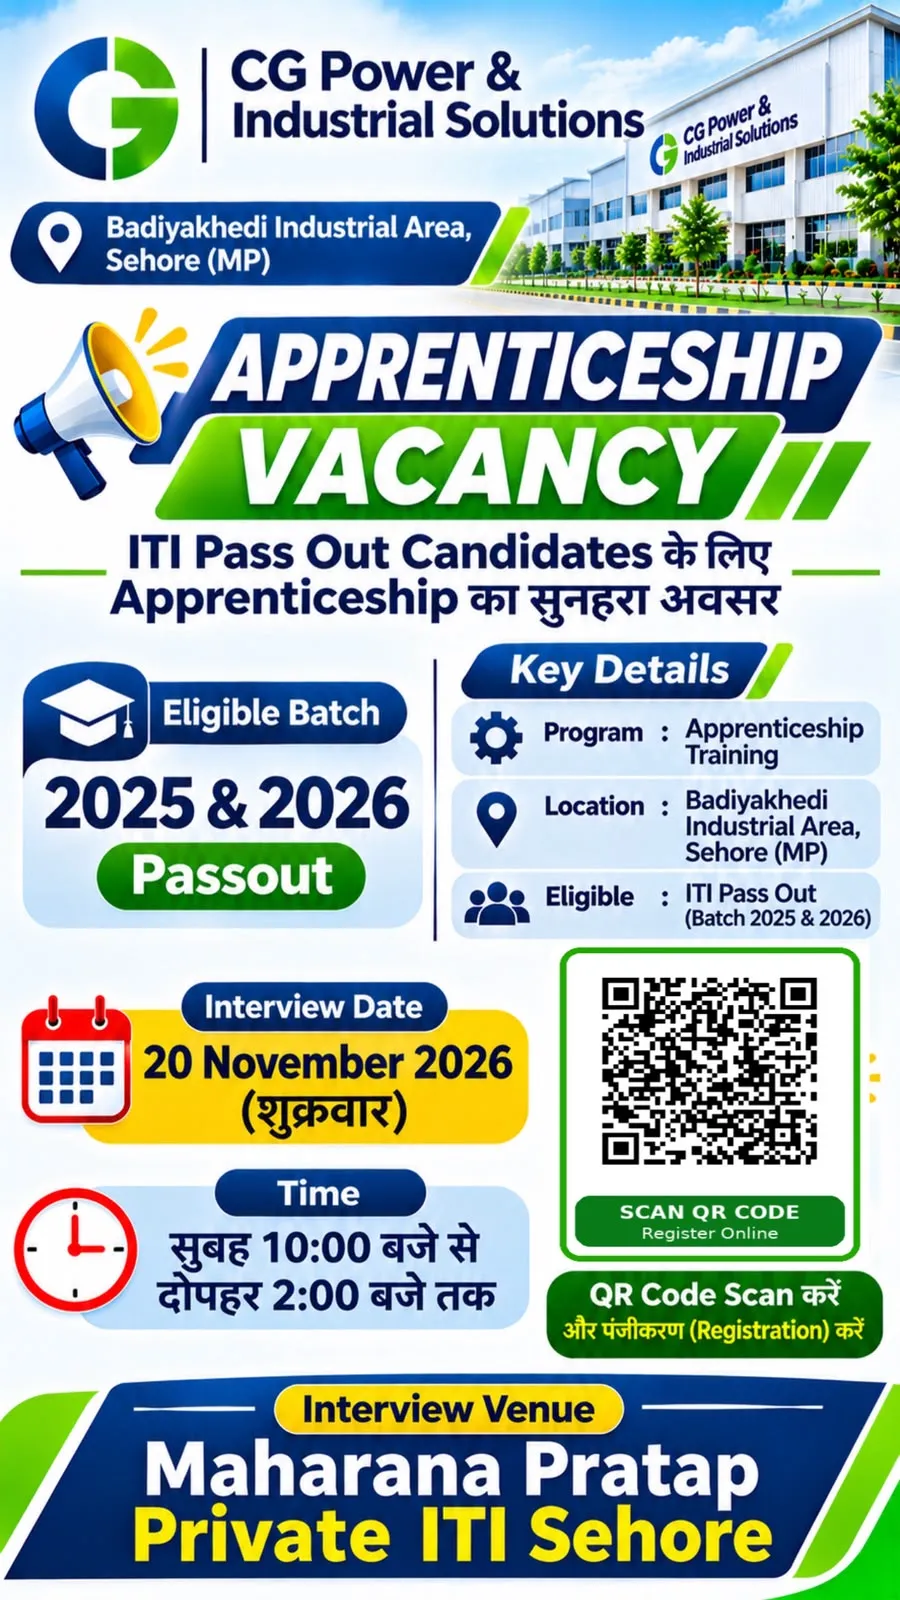 CG Power &
Industrial Solutions
CG Power &
Industrial Solutions
Badiyakhedi Industrial Area,
Sehore (MP)
APPRENTICESHIP
VACANCY
ITI Pass Out Candidates के लिए
Apprenticeship का सुनहरा अवसर
Eligible Batch
2025 & 2026
Passout
Key Details
Program : Apprenticeship
Training
Location : Badiyakhedi
Industrial Area,
Sehore (MP)
Eligible : ITI Pass Out
(Batch 2025 & 2026)
Interview Date
20 November 2026
(शुक्रवार)
Time
सुबह 10:00 बजे से
दोपहर 2:00 बजे तक
SCAN QR CODE
Register Online
QR Code Scan करें
और पंजीकरण (Registration) करें
Interview Venue
Maharana Pratap
Private ITI Sehore